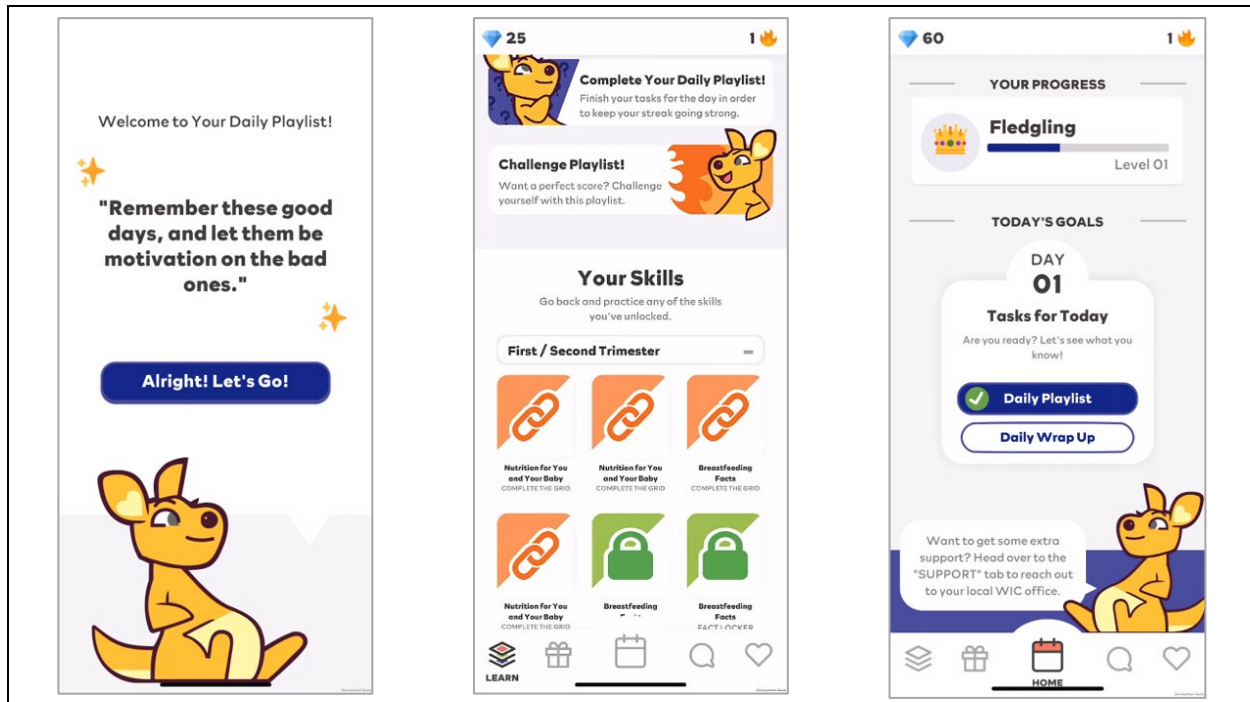 Welcome to Your Daily Playlist!
"Remember these good
days, and let them be
motivation on the bad
ones."
Alright! Let's Go!
25
1
Complete Your Daily Playlist!
Finish your tasks for the day in order
to keep your streak going strong.
Challenge Playlist!
Want a perfect score? Challenge
yourself with this playlist.
Your Skills
Go back and practice any of the skills
you've unlocked.
First / Second Trimester
Nutrition for You
and Your Baby
COMPLETE THE GRID
Nutrition for You
and Your Baby
COMPLETE THE GRID
Breastfeeding
Facts
COMPLETE THE GRID
Nutrition for You
and Your Baby
COMPLETE THE GRID
Breastfeeding
Breastfeeding
Facts
FACT LOCKER
LEARN
60
1
YOUR PROGRESS
Fledgling
Level 01
TODAY'S GOALS
DAY
01
Tasks for Today
Are you ready? Let's see what you
know!
Daily Playlist
Daily Wrap Up
Want to get some extra
support? Head over to the
"SUPPORT" tab to reach out
to your local WIC office.
HOME